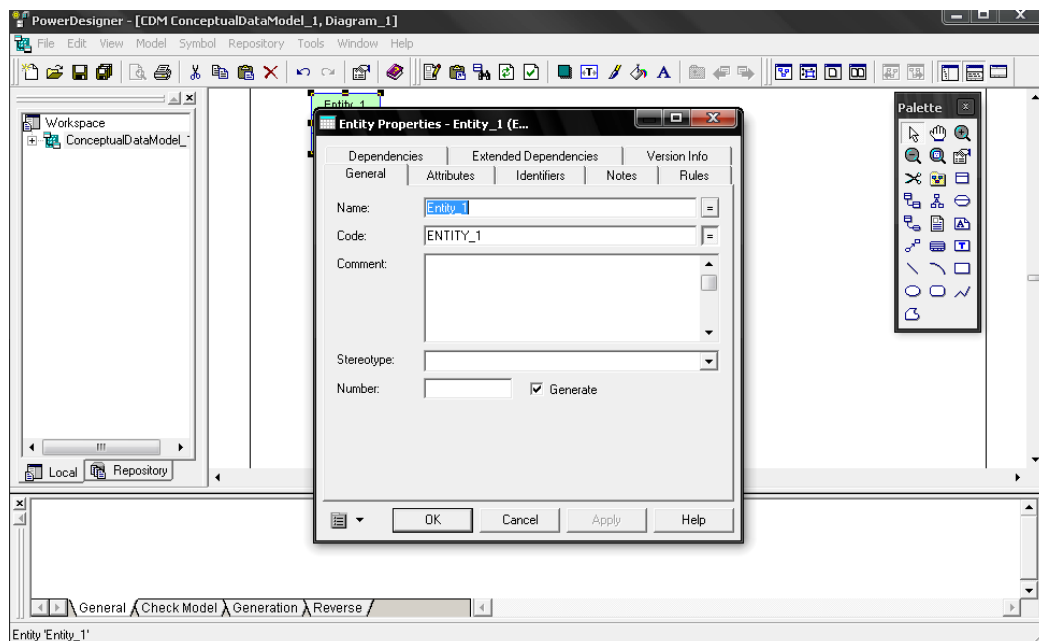 PowerDesigner - [CDM ConceptualDataModel_1, Diagram_1]
File Edit View Model Symbol Repository Tools Window Help
Workspace
ConceptualDataModel_1
Local Repository
Entity_1
Entity Properties - Entity_1 (E...
Dependencies Extended Dependencies Version Info
General Attributes Identifiers Notes Rules
Name: Entity_1 =
Code: ENTITY_1 =
Comment:
Stereotype:
Number: Generate
OK Cancel Apply Help
Palette
General Check Model Generation Reverse
Entity 'Entity_1'